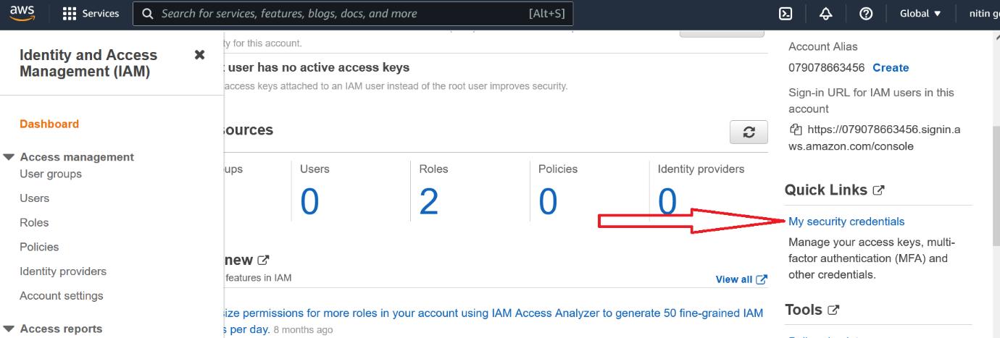 aws
Services
Search for services, features, blogs, docs, and more
[Alt+S]
Global
nitin
Identity and Access
Management (IAM)
Dashboard
Access management
User groups
Users
Roles
Policies
Identity providers
Account settings
Access reports
ty for this account.
user has no active access keys
access keys attached to an IAM user instead of the root user improves security.
sources
ups
Users
Roles
Policies
Identity providers
0
2
0
0
new
features in IAM
View all
size permissions for more roles in your account using IAM Access Analyzer to generate 50 fine-grained IAM
s per day. 8 months ago
Account Alias
079078663456 Create
Sign-in URL for IAM users in this
account
https://079078663456.signin.a
ws.amazon.com/console
Quick Links
My security credentials
Manage your access keys, multi-
factor authentication (MFA) and
other credentials.
Tools